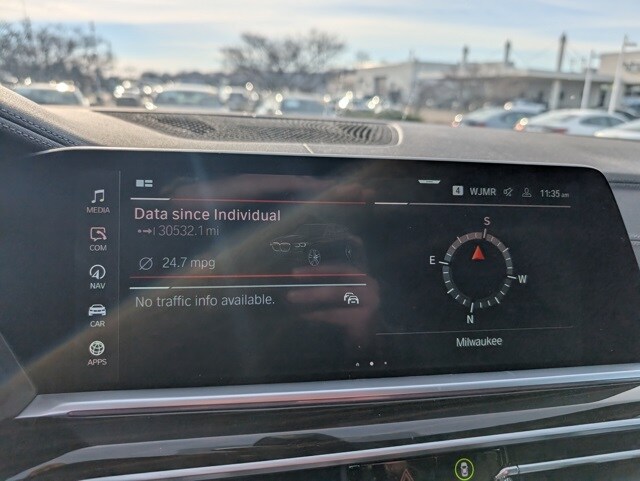 4 WJMR 11:35 am
MEDIA
COM
NAV
CAR
APPS
Data since Individual
30532.1 mi
24.7 mpg
No traffic info available.
S
E
W
N
Milwaukee